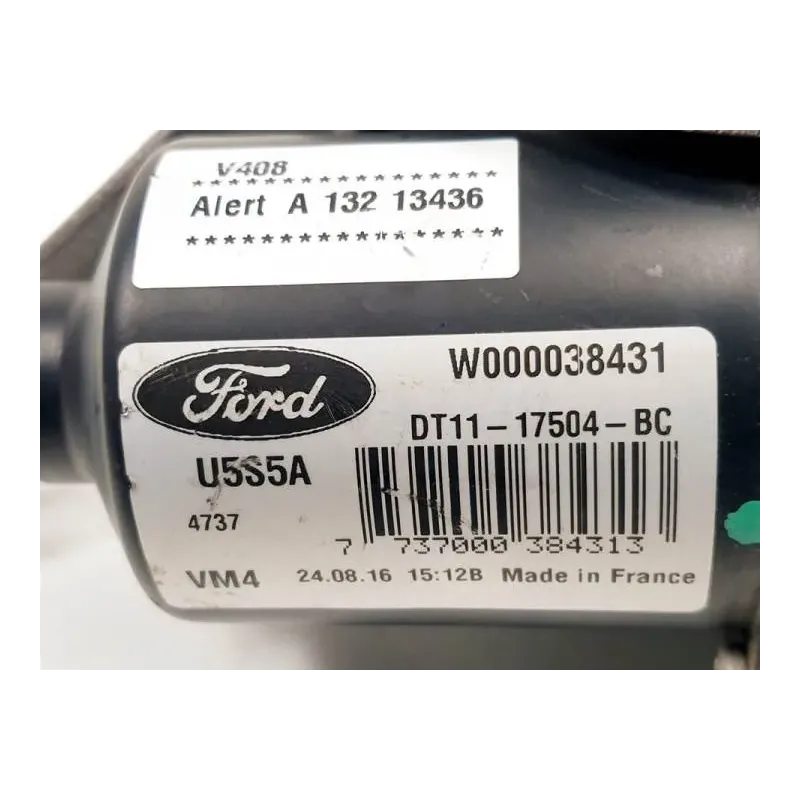 V408
******************
Alert A 132 13436
******************
Ford
W000038431
DT11-17504-BC
U5S5A
4737
7 737000 384313
VM4 24.08.16 15:12B Made in France